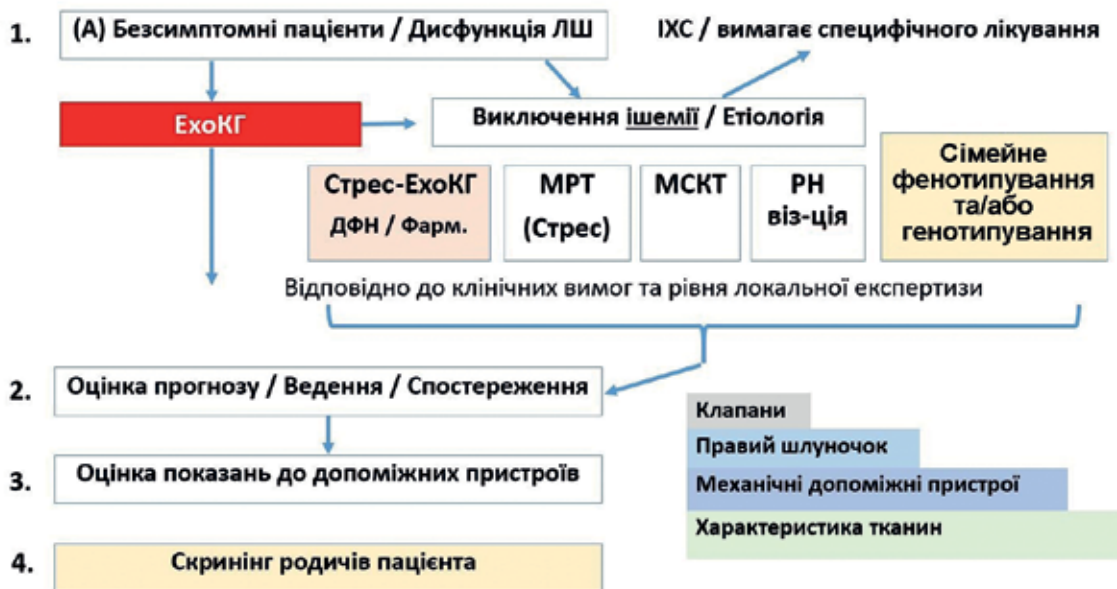 1. (А) Безсимптомні пацієнти / Дисфункція ЛШ
ІХС / вимагає специфічного лікування
ЕхоКГ
Виключення ішемії / Етіологія
Стрес-ЕхоКГ
ДФН / Фарм.
МРТ
(Стрес)
МСКТ
РН
віз-ція
Сімейне
фенотипування
та/або
генотипування
Відповідно до клінічних вимог та рівня локальної експертизи
2. Оцінка прогнозу / Ведення / Спостереження
3. Оцінка показань до допоміжних пристроїв
4. Скринінг родичів пацієнта
Клапани
Правий шлуночок
Механічні допоміжні пристрої
Характеристика тканин